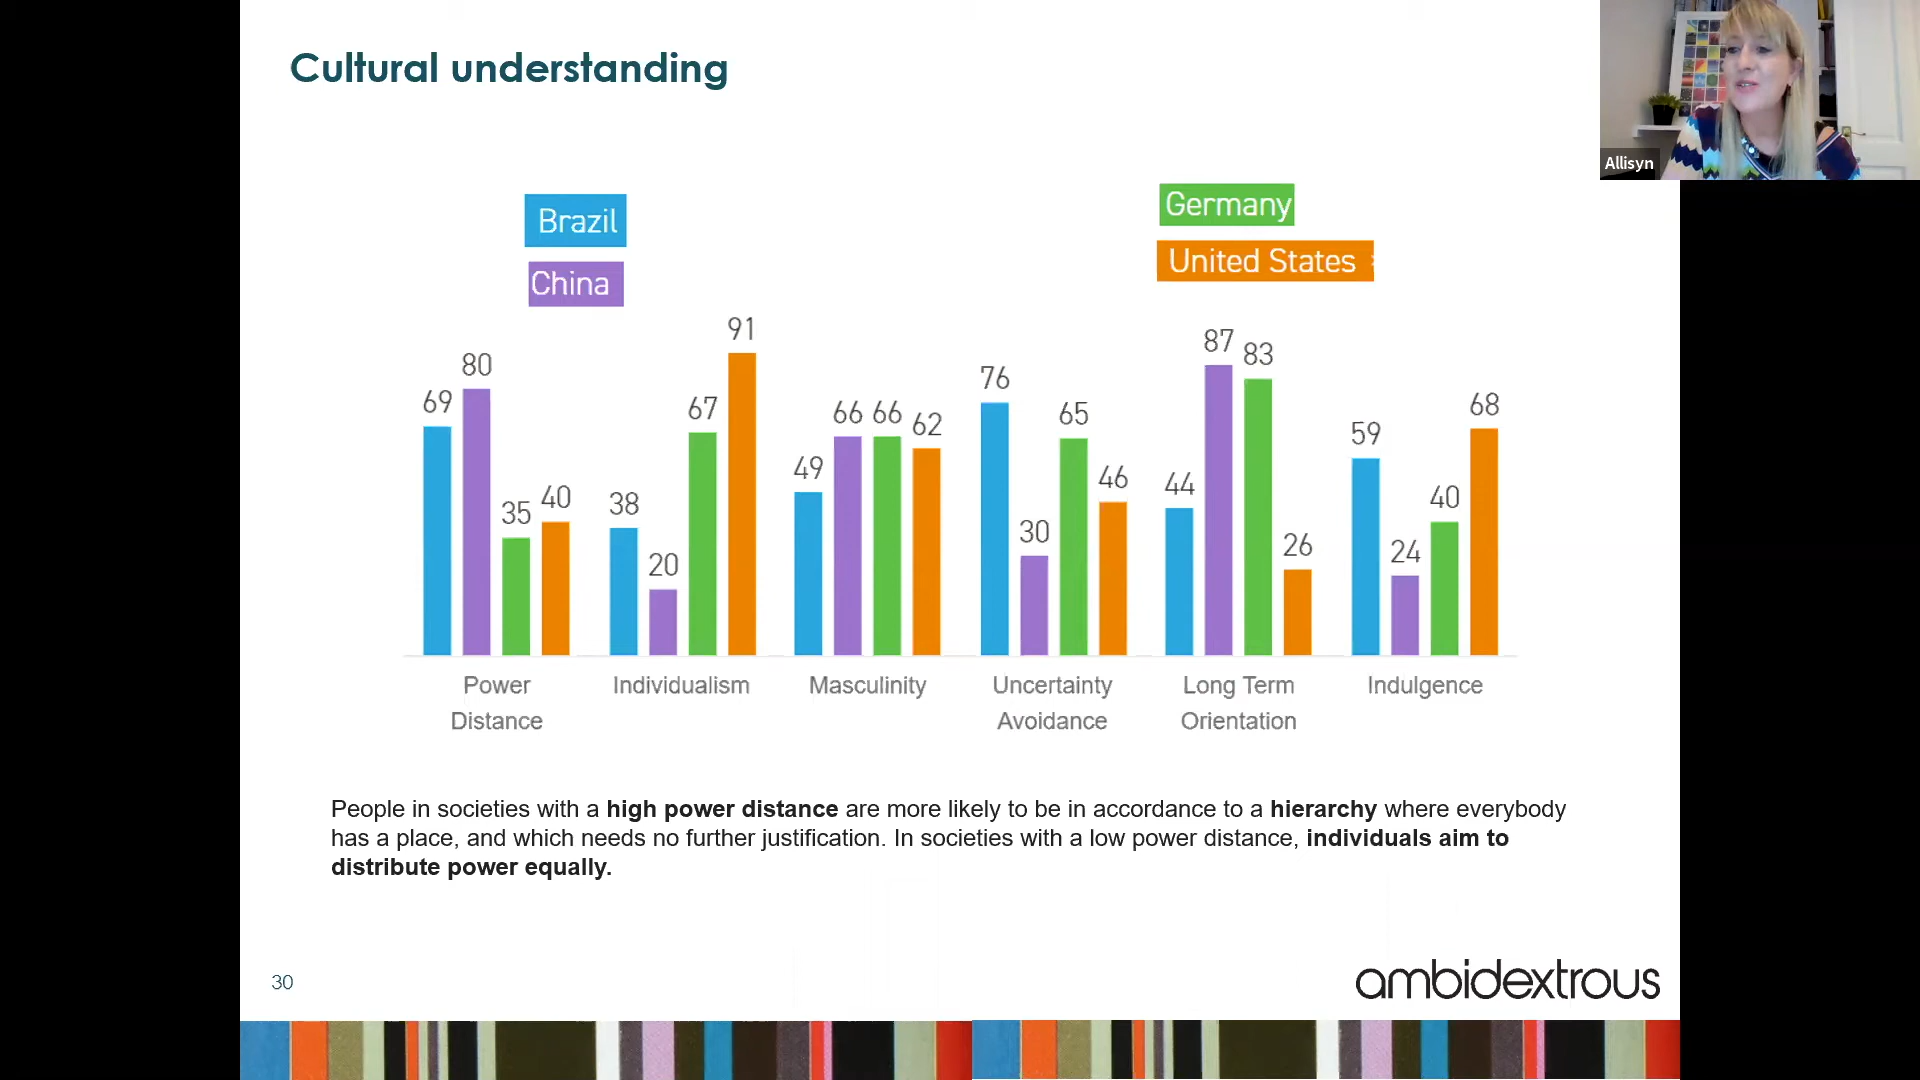 Cultural understanding
Allisyn
Brazil
China
Germany
United States
69 80 35 40
38 20 67 91
49 66 66 62
76 30 65 46
44 87 83 26
59 24 40 68
Power
Distance
Individualism
Masculinity
Uncertainty
Avoidance
Long Term
Orientation
Indulgence
People in societies with a high power distance are more likely to be in accordance to a hierarchy where everybody
has a place, and which needs no further justification. In societies with a low power distance, individuals aim to
distribute power equally.
30
ambidextrous